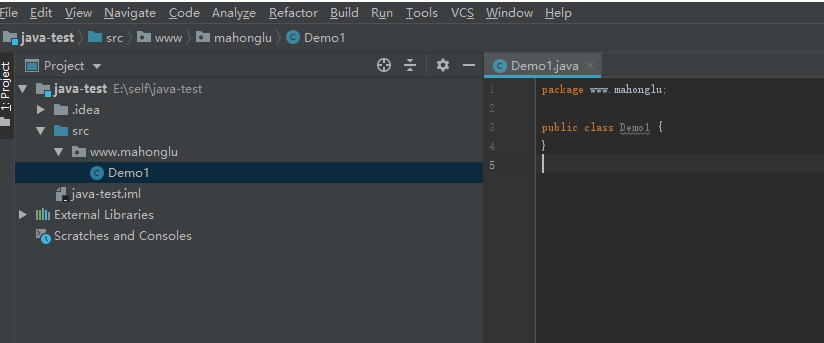 File Edit View Navigate Code Analyze Refactor Build Run Tools VCS Window Help
java-test src www mahonglu Demo1
1: Project
Project
java-test E:\self\java-test
.idea
src
www.mahonglu
Demo1
java-test.iml
External Libraries
Scratches and Consoles
Demo1.java
1 package www.mahonglu;
2
3 public class Demo1 {
4 }
5